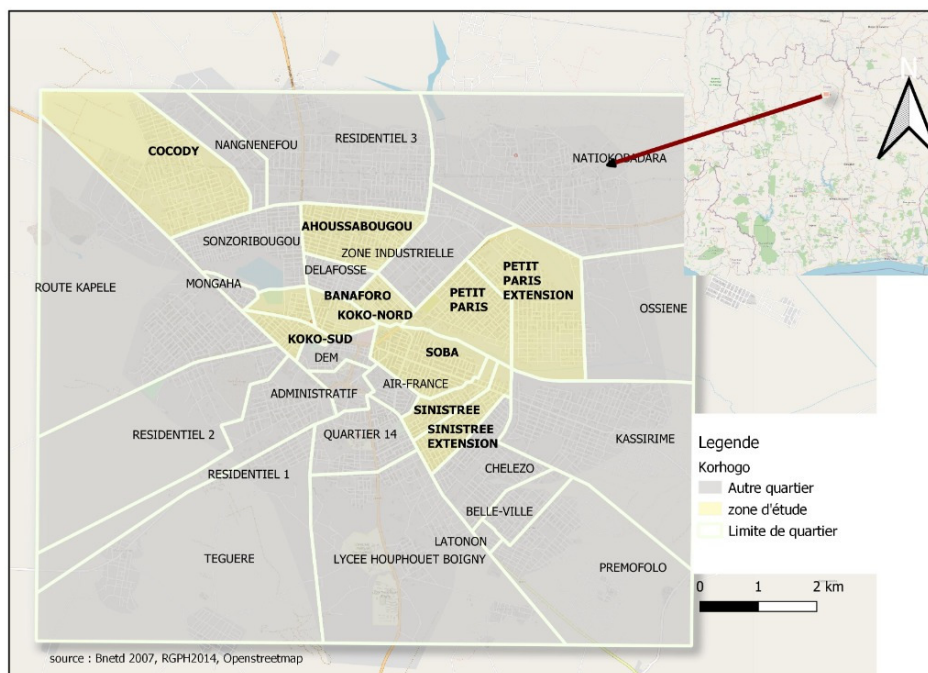 N
COCODY
NANGNENEFOU
RESIDENTIEL 3
NATIOKOBADARA
AHOUSSABOUGOU
SONZORIBOUGOU
ZONE INDUSTRIELLE
DELAFOSSE
PETIT
PARIS
EXTENSION
MONGAHA
ROUTE KAPELE
BANAFORO
PETIT
PARIS
OSSIENE
KOKO-NORD
KOKO-SUD
SOBA
DEM
AIR-FRANCE
ADMINISTRATIF
SINISTREE
SINISTREE
EXTENSION
RESIDENTIEL 2
QUARTIER 14
KASSIRIME
RESIDENTIEL 1
CHELEZO
BELLE-VILLE
LATONON
TEGUERE
LYCEE HOUPHOUET BOIGNY
PREMOFOLO
Legende
Korhogo
Autre quartier
zone d'étude
Limite de quartier
0 1 2 km
source : Bnetd 2007, RGPH2014, Openstreetmap